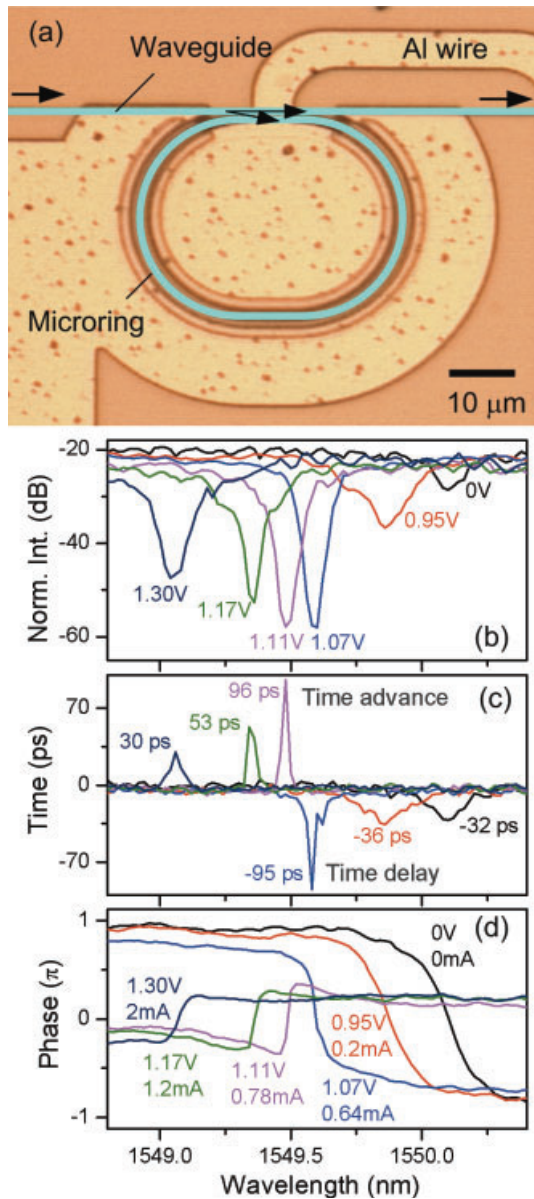 (a)
Waveguide
Al wire
Microring
10 μm
-20
-40
-60
Norm. Int. (dB)
0V
0.95V
1.30V
1.17V
1.11V
1.07V
(b)
70
0
-70
Time (ps)
96 ps
Time advance
(c)
53 ps
30 ps
-36 ps
-32 ps
-95 ps
Time delay
1
0
-1
Phase (π)
0V
0mA
(d)
1.30V
2mA
0.95V
0.2mA
1.17V
1.2mA
1.11V
0.78mA
1.07V
0.64mA
1549.0
1549.5
1550.0
Wavelength (nm)